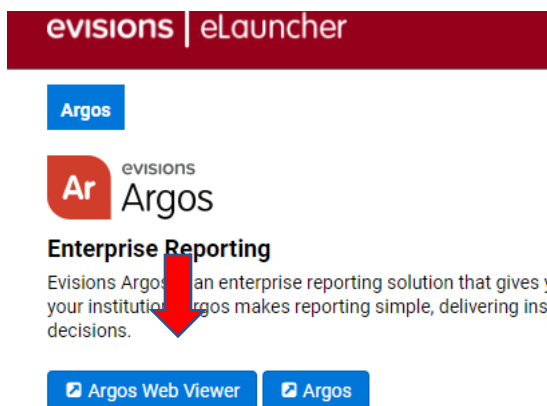 evisions | eLauncher
Argos
Ar
evisions
Argos
Enterprise Reporting
Evisions Argos an enterprise reporting solution that gives
your institution makes reporting simple, delivering
decisions.
Argos Web Viewer
Argos